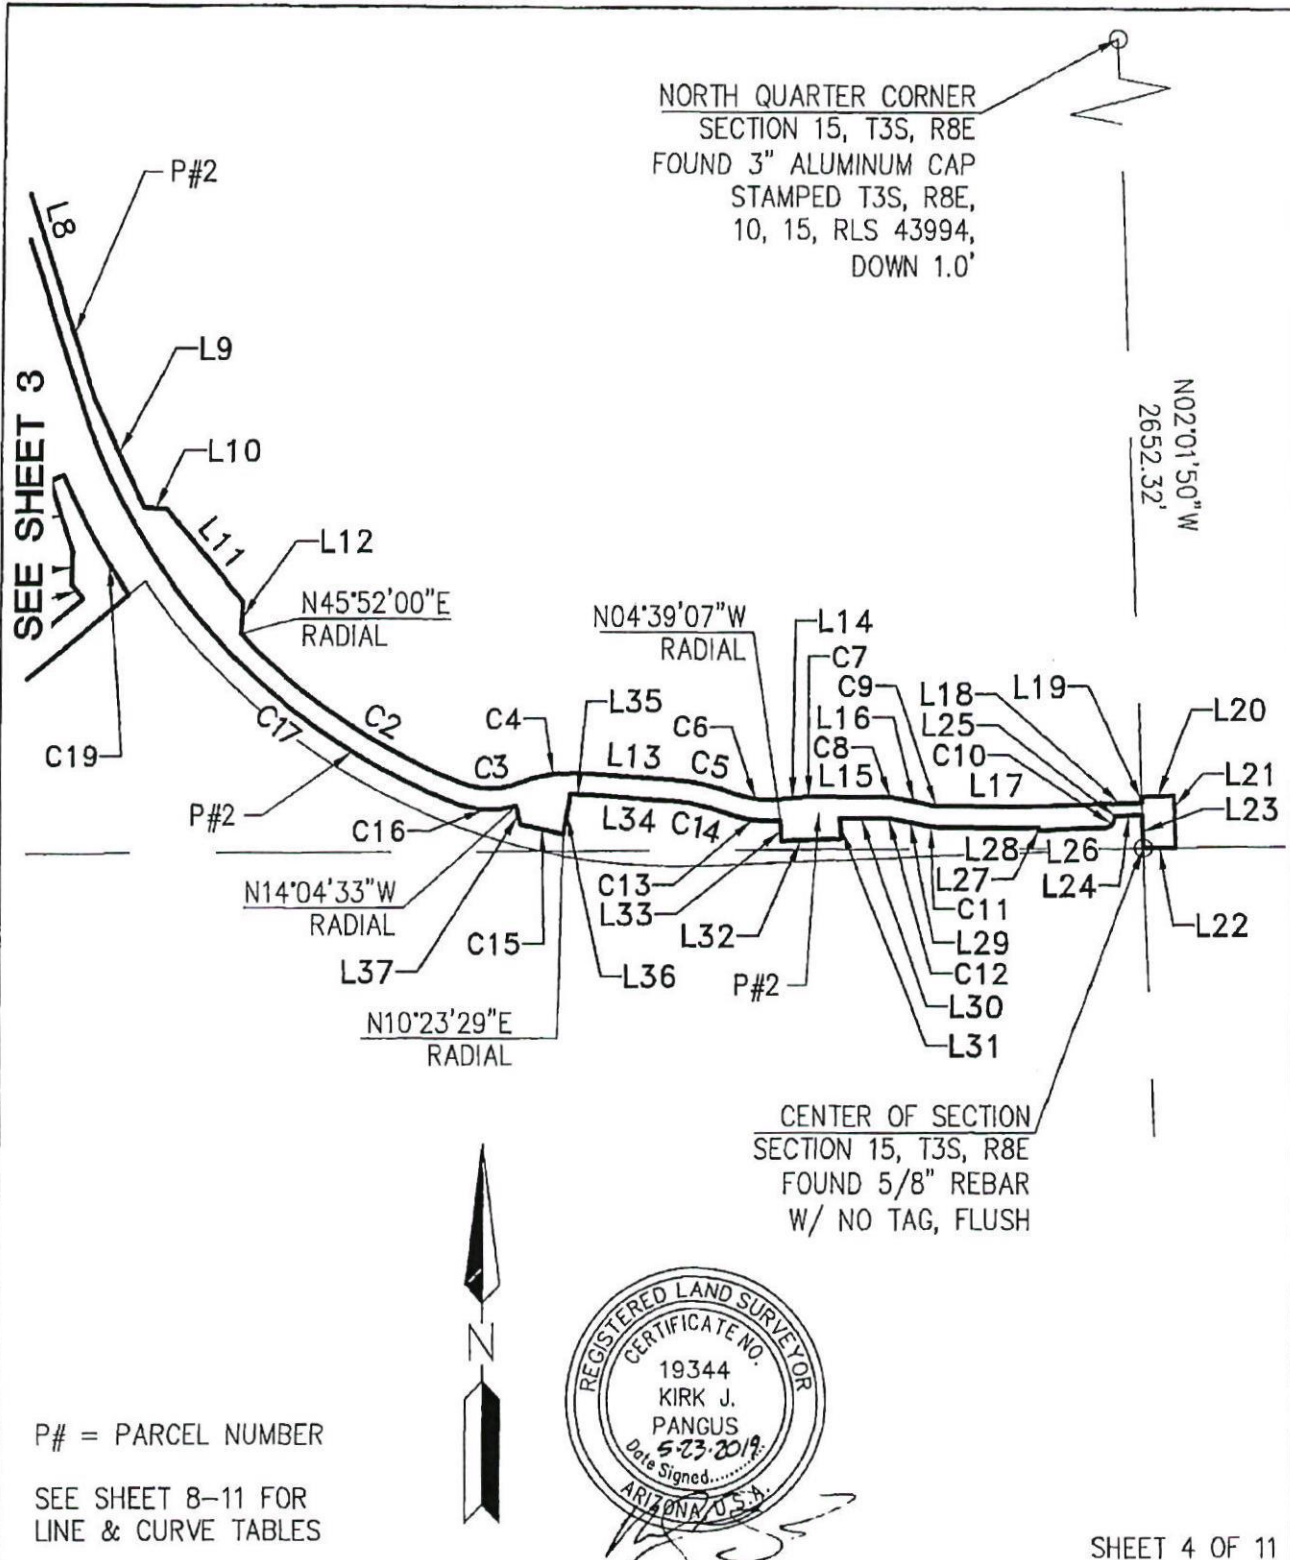 NORTH QUARTER CORNER
SECTION 15, T3S, R8E
FOUND 3" ALUMINUM CAP
STAMPED T3S, R8E,
10, 15, RLS 43994,
DOWN 1.0'
P#2
L8
L9
SEE SHEET 3
L10
L11
L12
N45°52'00"E
RADIAL
N02°01'50"W
2652.32'
N04°39'07"W
RADIAL
L14
C7
C9
L16
C8
L15
L18
L25
C10
L17
L19
L20
L21
L23
C19
C17
C2
C3
C4
L35
L13
C5
C6
P#2
C16
L34
C14
N14°04'33"W
RADIAL
C13
L33
L32
L28
L26
L27
L24
L22
C11
L29
C12
L30
L31
C15
L37
L36
P#2
N10°23'29"E
RADIAL
CENTER OF SECTION
SECTION 15, T3S, R8E
FOUND 5/8" REBAR
W/ NO TAG, FLUSH
N
REGISTERED LAND SURVEYOR
CERTIFICATE NO.
19344
KIRK J.
PANGUS
5-23-2019
Date Signed..........
ARIZONA, U.S.A.
P# = PARCEL NUMBER
SEE SHEET 8-11 FOR
LINE & CURVE TABLES
SHEET 4 OF 11